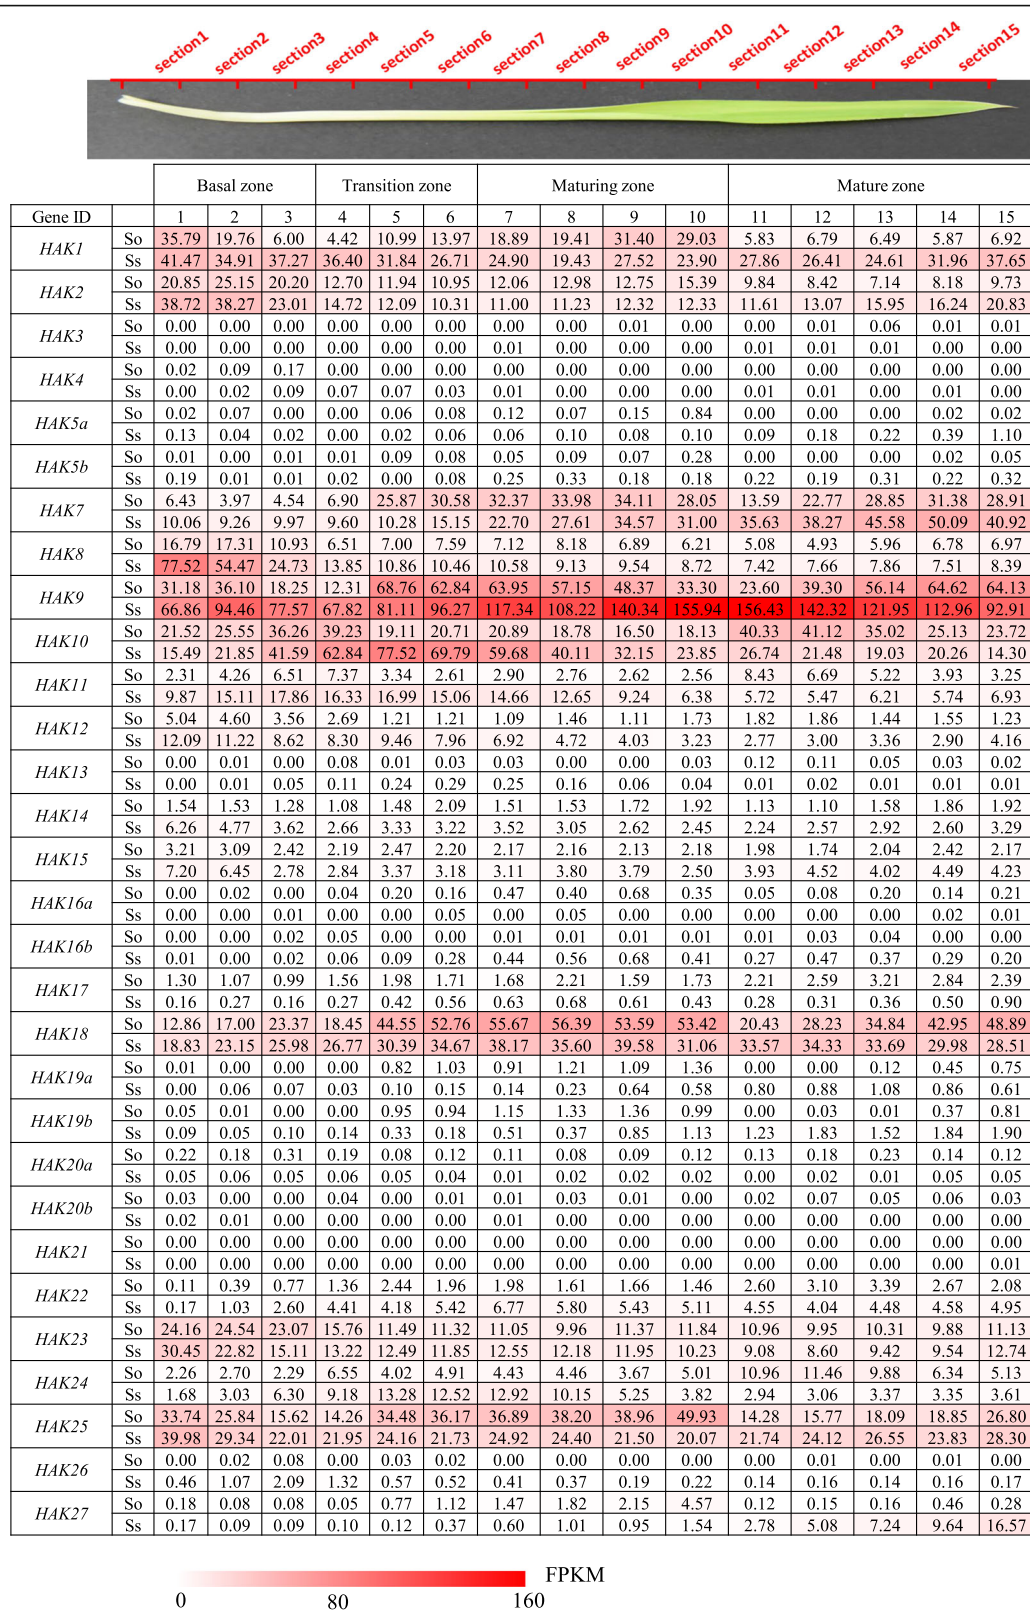 section1 section2 section3 section4 section5 section6 section7 section8 section9 section10 section11 section12 section13 section14 section15
Basal zone Transition zone Maturing zone Mature zone
Gene ID 1 2 3 4 5 6 7 8 9 10 11 12 13 14 15
HAK1 So 35.79 19.76 6.00 4.42 10.99 13.97 18.89 19.41 31.40 29.03 5.83 6.79 6.49 5.87 6.92
Ss 41.47 34.91 37.27 36.40 31.84 26.71 24.90 19.43 27.52 23.90 27.86 26.41 24.61 31.96 37.65
HAK2 So 20.85 25.15 20.20 12.70 11.94 10.95 12.06 12.98 12.75 15.39 9.84 8.42 7.14 8.18 9.73
Ss 38.72 38.27 23.01 14.72 12.09 10.31 11.00 11.23 12.32 12.33 11.61 13.07 15.95 16.24 20.83
HAK3 So 0.00 0.00 0.00 0.00 0.00 0.00 0.00 0.00 0.01 0.00 0.00 0.01 0.06 0.01 0.01
Ss 0.00 0.00 0.00 0.00 0.00 0.00 0.01 0.00 0.00 0.00 0.01 0.01 0.01 0.00 0.00
HAK4 So 0.02 0.09 0.17 0.00 0.00 0.00 0.00 0.00 0.00 0.00 0.00 0.00 0.00 0.00 0.00
Ss 0.00 0.02 0.09 0.07 0.07 0.03 0.01 0.00 0.00 0.00 0.01 0.01 0.00 0.01 0.00
HAK5a So 0.02 0.07 0.00 0.00 0.06 0.08 0.12 0.07 0.15 0.84 0.00 0.00 0.00 0.02 0.02
Ss 0.13 0.04 0.02 0.00 0.02 0.06 0.06 0.10 0.08 0.10 0.09 0.18 0.22 0.39 1.10
HAK5b So 0.01 0.00 0.01 0.01 0.09 0.08 0.05 0.09 0.07 0.28 0.00 0.00 0.00 0.02 0.05
Ss 0.19 0.01 0.01 0.02 0.00 0.08 0.25 0.33 0.18 0.18 0.22 0.19 0.31 0.22 0.32
HAK7 So 6.43 3.97 4.54 6.90 25.87 30.58 32.37 33.98 34.11 28.05 13.59 22.77 28.85 31.38 28.91
Ss 10.06 9.26 9.97 9.60 10.28 15.15 22.70 27.61 34.57 31.00 35.63 38.27 45.58 50.09 40.92
HAK8 So 16.79 17.31 10.93 6.51 7.00 7.59 7.12 8.18 6.89 6.21 5.08 4.93 5.96 6.78 6.97
Ss 77.52 54.47 24.73 13.85 10.86 10.46 10.58 9.13 9.54 8.72 7.42 7.66 7.86 7.51 8.39
HAK9 So 31.18 36.10 18.25 12.31 68.76 62.84 63.95 57.15 48.37 33.30 23.60 39.30 56.14 64.62 64.13
Ss 66.86 94.46 77.57 67.82 81.11 96.27 117.34 108.22 140.34 155.94 156.43 142.32 121.95 112.96 92.91
HAK10 So 21.52 25.55 36.26 39.23 19.11 20.71 20.89 18.78 16.50 18.13 40.33 41.12 35.02 25.13 23.72
Ss 15.49 21.85 41.59 62.84 77.52 69.79 59.68 40.11 32.15 23.85 26.74 21.48 19.03 20.26 14.30
HAK11 So 2.31 4.26 6.51 7.37 3.34 2.61 2.90 2.76 2.62 2.56 8.43 6.69 5.22 3.93 3.25
Ss 9.87 15.11 17.86 16.33 16.99 15.06 14.66 12.65 9.24 6.38 5.72 5.47 6.21 5.74 6.93
HAK12 So 5.04 4.60 3.56 2.69 1.21 1.21 1.09 1.46 1.11 1.73 1.82 1.86 1.44 1.55 1.23
Ss 12.09 11.22 8.62 8.30 9.46 7.96 6.92 4.72 4.03 3.23 2.77 3.00 3.36 2.90 4.16
HAK13 So 0.00 0.01 0.00 0.08 0.01 0.03 0.03 0.00 0.00 0.03 0.12 0.11 0.05 0.03 0.02
Ss 0.00 0.01 0.05 0.11 0.24 0.29 0.25 0.16 0.06 0.04 0.01 0.02 0.01 0.01 0.01
HAK14 So 1.54 1.53 1.28 1.08 1.48 2.09 1.51 1.53 1.72 1.92 1.13 1.10 1.58 1.86 1.92
Ss 6.26 4.77 3.62 2.66 3.33 3.22 3.52 3.05 2.62 2.45 2.24 2.57 2.92 2.60 3.29
HAK15 So 3.21 3.09 2.42 2.19 2.47 2.20 2.17 2.16 2.13 2.18 1.98 1.74 2.04 2.42 2.17
Ss 7.20 6.45 2.78 2.84 3.37 3.18 3.11 3.80 3.79 2.50 3.93 4.52 4.02 4.49 4.23
HAK16a So 0.00 0.02 0.00 0.04 0.20 0.16 0.47 0.40 0.68 0.35 0.05 0.08 0.20 0.14 0.21
Ss 0.00 0.00 0.01 0.00 0.00 0.05 0.00 0.05 0.00 0.00 0.00 0.00 0.00 0.02 0.01
HAK16b So 0.00 0.00 0.02 0.05 0.00 0.00 0.01 0.01 0.01 0.01 0.01 0.03 0.04 0.00 0.00
Ss 0.01 0.00 0.02 0.06 0.09 0.28 0.44 0.56 0.68 0.41 0.27 0.47 0.37 0.29 0.20
HAK17 So 1.30 1.07 0.99 1.56 1.98 1.71 1.68 2.21 1.59 1.73 2.21 2.59 3.21 2.84 2.39
Ss 0.16 0.27 0.16 0.27 0.42 0.56 0.63 0.68 0.61 0.43 0.28 0.31 0.36 0.50 0.90
HAK18 So 12.86 17.00 23.37 18.45 44.55 52.76 55.67 56.39 53.59 53.42 20.43 28.23 34.84 42.95 48.89
Ss 18.83 23.15 25.98 26.77 30.39 34.67 38.17 35.60 39.58 31.06 33.57 34.33 33.69 29.98 28.51
HAK19a So 0.01 0.00 0.00 0.00 0.82 1.03 0.91 1.21 1.09 1.36 0.00 0.00 0.12 0.45 0.75
Ss 0.00 0.06 0.07 0.03 0.10 0.15 0.14 0.23 0.64 0.58 0.80 0.88 1.08 0.86 0.61
HAK19b So 0.05 0.01 0.00 0.00 0.95 0.94 1.15 1.33 1.36 0.99 0.00 0.03 0.01 0.37 0.81
Ss 0.09 0.05 0.10 0.14 0.33 0.18 0.51 0.37 0.85 1.13 1.23 1.83 1.52 1.84 1.90
HAK20a So 0.22 0.18 0.31 0.19 0.08 0.12 0.11 0.08 0.09 0.12 0.13 0.18 0.23 0.14 0.12
Ss 0.05 0.06 0.05 0.06 0.05 0.04 0.01 0.02 0.02 0.02 0.00 0.02 0.01 0.05 0.05
HAK20b So 0.03 0.00 0.00 0.04 0.00 0.01 0.01 0.03 0.01 0.00 0.02 0.07 0.05 0.06 0.03
Ss 0.02 0.01 0.00 0.00 0.00 0.00 0.01 0.00 0.00 0.00 0.00 0.00 0.00 0.00 0.00
HAK21 So 0.00 0.00 0.00 0.00 0.00 0.00 0.00 0.00 0.00 0.00 0.00 0.00 0.00 0.00 0.00
Ss 0.00 0.00 0.00 0.00 0.00 0.00 0.00 0.00 0.00 0.00 0.00 0.00 0.00 0.00 0.01
HAK22 So 0.11 0.39 0.77 1.36 2.44 1.96 1.98 1.61 1.66 1.46 2.60 3.10 3.39 2.67 2.08
Ss 0.17 1.03 2.60 4.41 4.18 5.42 6.77 5.80 5.43 5.11 4.55 4.04 4.48 4.58 4.95
HAK23 So 24.16 24.54 23.07 15.76 11.49 11.32 11.05 9.96 11.37 11.84 10.96 9.95 10.31 9.88 11.13
Ss 30.45 22.82 15.11 13.22 12.49 11.85 12.55 12.18 11.95 10.23 9.08 8.60 9.42 9.54 12.74
HAK24 So 2.26 2.70 2.29 6.55 4.02 4.91 4.43 4.46 3.67 5.01 10.96 11.46 9.88 6.34 5.13
Ss 1.68 3.03 6.30 9.18 13.28 12.52 12.92 10.15 5.25 3.82 2.94 3.06 3.37 3.35 3.61
HAK25 So 33.74 25.84 15.62 14.26 34.48 36.17 36.89 38.20 38.96 49.93 14.28 15.77 18.09 18.85 26.80
Ss 39.98 29.34 22.01 21.95 24.16 21.73 24.92 24.40 21.50 20.07 21.74 24.12 26.55 23.83 28.30
HAK26 So 0.00 0.02 0.08 0.00 0.03 0.02 0.00 0.00 0.00 0.00 0.00 0.01 0.00 0.01 0.00
Ss 0.46 1.07 2.09 1.32 0.57 0.52 0.41 0.37 0.19 0.22 0.14 0.16 0.14 0.16 0.17
HAK27 So 0.18 0.08 0.08 0.05 0.77 1.12 1.47 1.82 2.15 4.57 0.12 0.15 0.16 0.46 0.28
Ss 0.17 0.09 0.09 0.10 0.12 0.37 0.60 1.01 0.95 1.54 2.78 5.08 7.24 9.64 16.57
FPKM
0 80 160